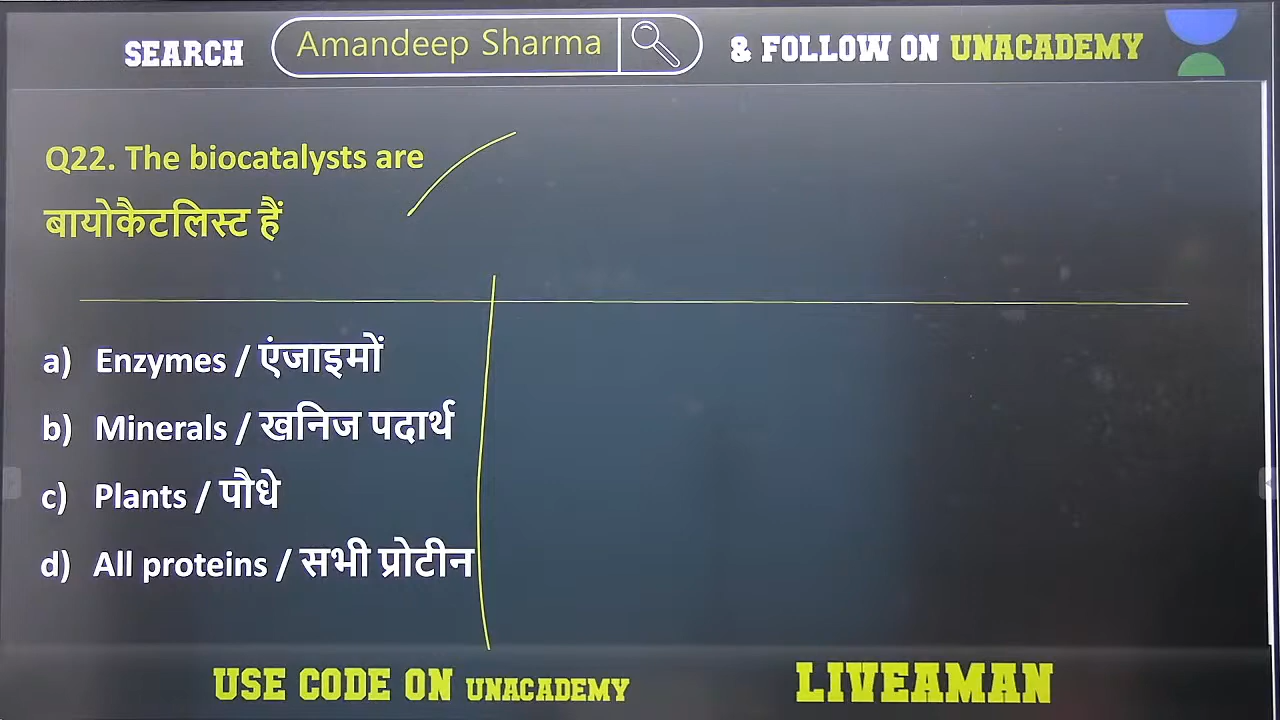 SEARCH Amandeep Sharma & FOLLOW ON UNACADEMY
Q22. The biocatalysts are
बायोकैटलिस्ट हैं
a) Enzymes / एंजाइमों
b) Minerals / खनिज पदार्थ
c) Plants / पौधे
d) All proteins / सभी प्रोटीन
USE CODE ON UNACADEMY LIVEAMAN